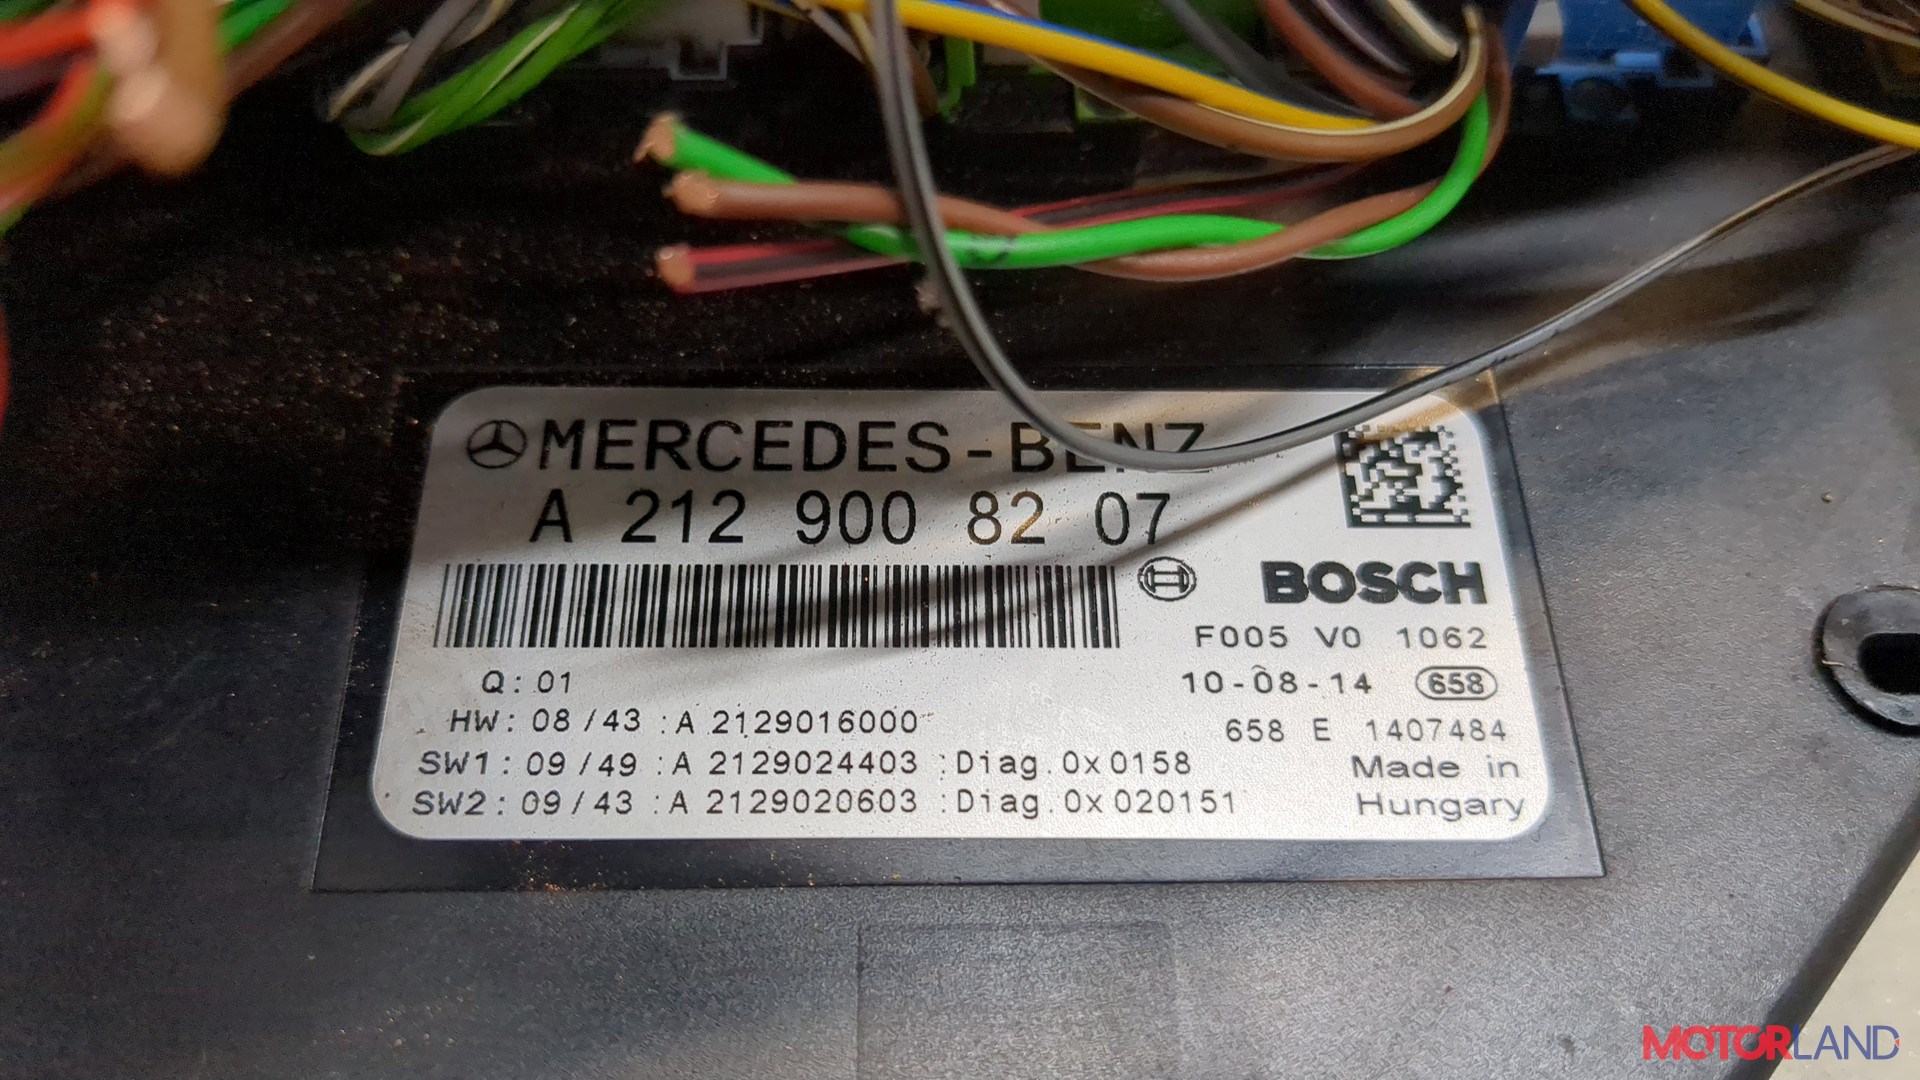 MERCEDES-BENZ
A 212 900 82 07
BOSCH
F005 V0 1062
Q: 01
10-08-14 658
HW: 08/43 :A 2129016000
658 E 1407484
SW1: 09/49 :A 2129024403 :Diag.0x0158
Made in
SW2: 09/43 :A 2129020603 :Diag.0x020151
Hungary
MOTORLAND